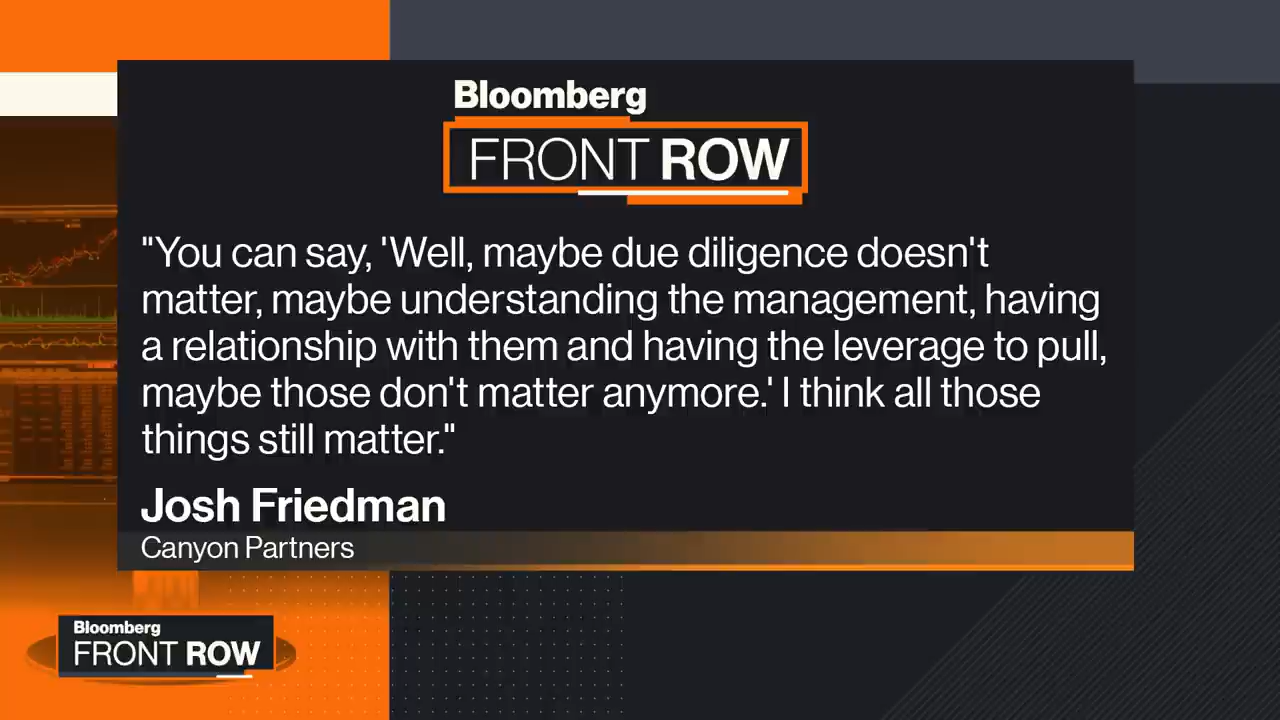 Bloomberg
FRONT ROW
"You can say, 'Well, maybe due diligence doesn't
matter, maybe understanding the management, having
a relationship with them and having the leverage to pull,
maybe those don't matter anymore.' I think all those
things still matter."
Josh Friedman
Canyon Partners
Bloomberg
FRONT ROW